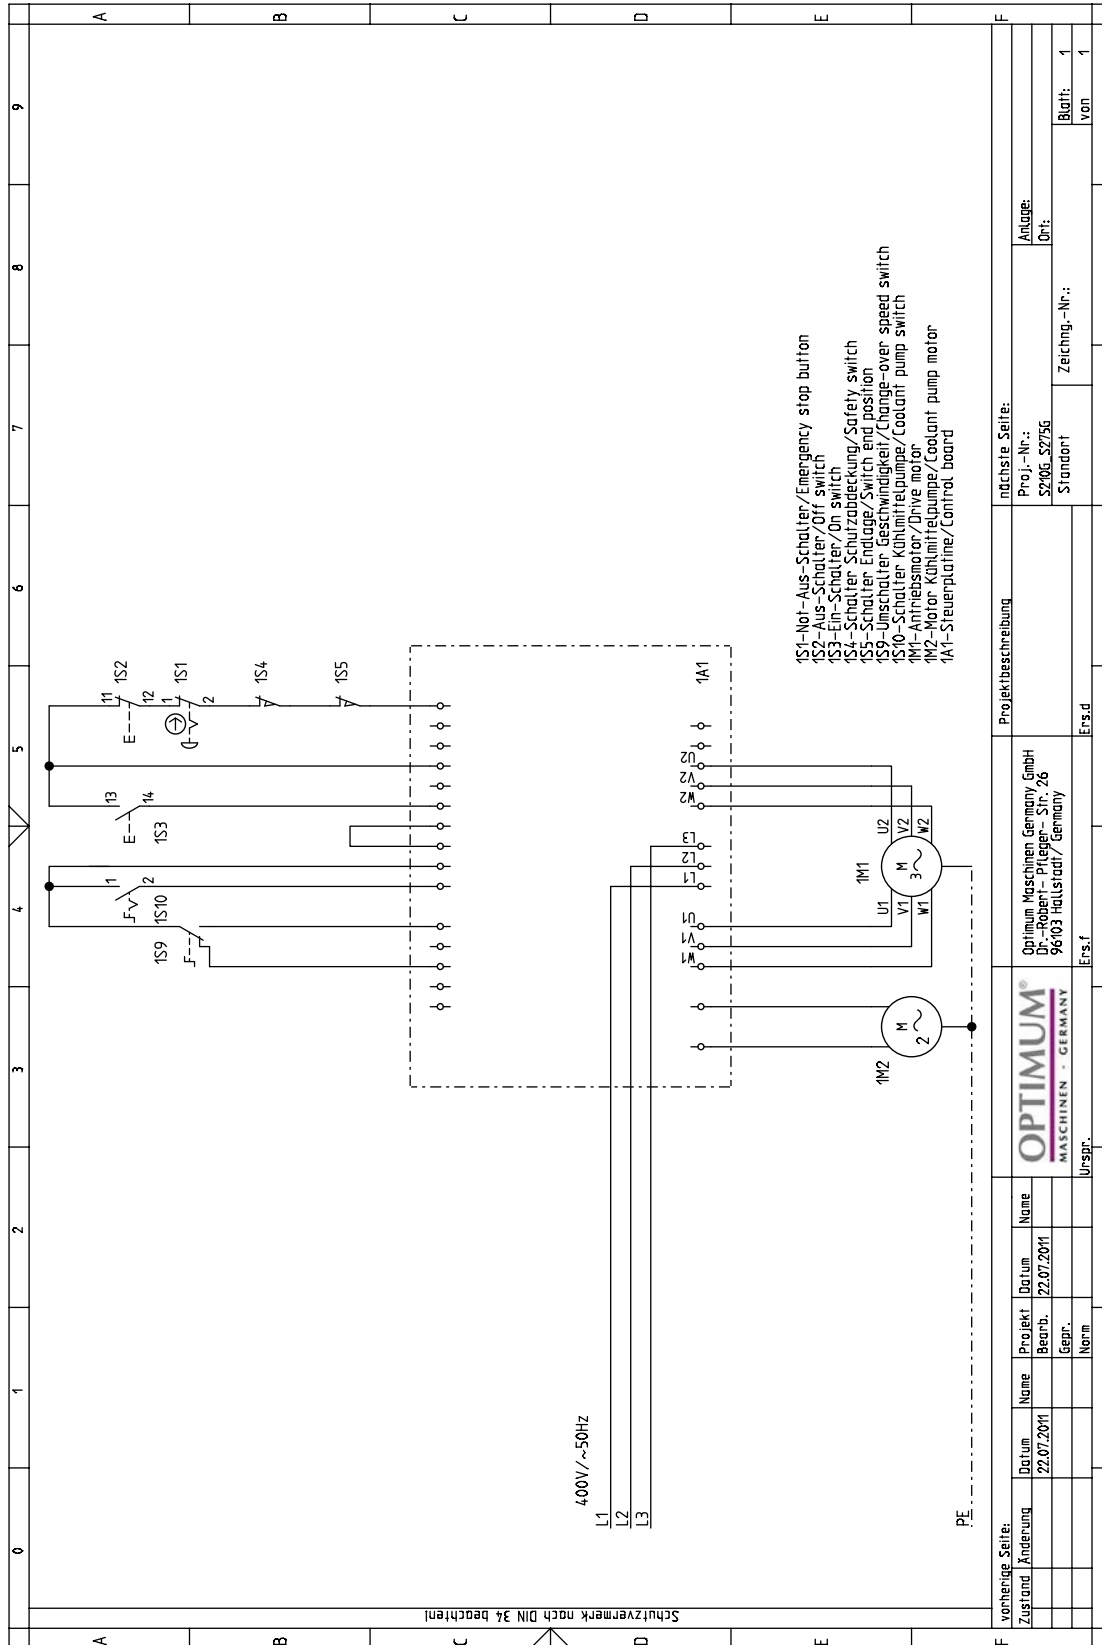 0 1 2 3 4 5 6 7 8 9
A A
B B
C C
D D
E E
F F
Schutzvermerk nach DIN 34 beachten!
1S2
11
12
1S1
1
2
1S4
1S5
13
14
1S3
1
2
1S10
1S9
1A1
W1 V1 U1 L1 L2 L3 W2 V2 U2
400V/~50Hz
L1
L2
L3
1M2
M
2
1M1
M
3
U1
V1
W1
U2
V2
W2
PE
1S1-Not-Aus-Schalter/Emergency stop button
1S2-Aus-Schalter/Off switch
1S3-Ein-Schalter/On switch
1S4-Schalter Schutzabdeckung/Safety switch
1S5-Schalter Endlage/Switch end position
1S9-Umschalter Geschwindigkeit/Change-over speed switch
1S10-Schalter Kühlmittelpumpe/Coolant pump switch
1M1-Antriebsmotor/Drive motor
1M2-Motor Kühlmittelpumpe/Coolant pump motor
1A1-Steuerplatine/Control board
vorherige Seite:
Zustand Änderung Datum Name Projekt Datum Name
22.07.2011 Bearb. 22.07.2011
Gepr.
Norm
OPTIMUM®
MASCHINEN - GERMANY
Urspr. Ers.f Ers.d
Optimum Maschinen Germany GmbH
Dr.-Robert- Pfleger- Str. 26
96103 Hallstadt/ Germany
Projektbeschreibung
nächste Seite:
Proj.-Nr.:
S210G_S275G
Standort
Anlage:
Ort:
Zeichng.-Nr.:
Blatt: 1
von 1